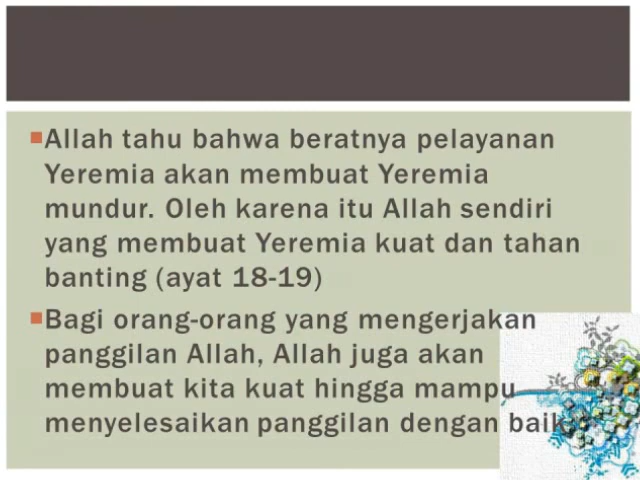 Allah tahu bahwa beratnya pelayanan
Yeremia akan membuat Yeremia
mundur. Oleh karena itu Allah sendiri
yang membuat Yeremia kuat dan tahan
banting (ayat 18-19)
Bagi orang-orang yang mengerjakan
panggilan Allah, Allah juga akan
membuat kita kuat hingga mampu
menyelesaikan panggilan dengan baik.